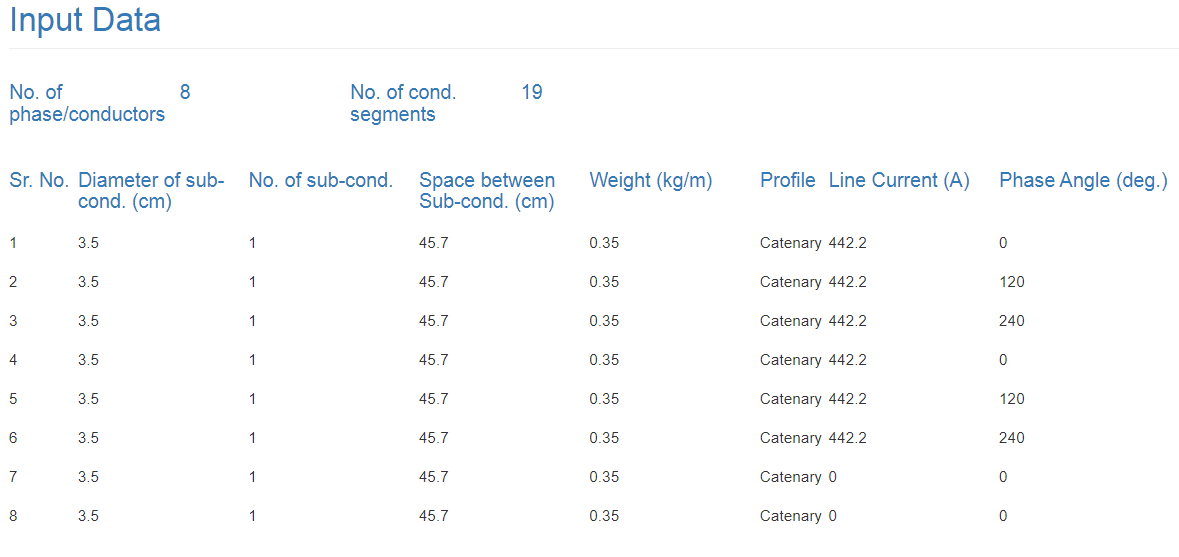 Input Data
No. of phase/conductors 8 No. of cond. segments 19
Sr. No. Diameter of sub-cond. (cm) No. of sub-cond. Space between Sub-cond. (cm) Weight (kg/m) Profile Line Current (A) Phase Angle (deg.)
1 3.5 1 45.7 0.35 Catenary 442.2 0
2 3.5 1 45.7 0.35 Catenary 442.2 120
3 3.5 1 45.7 0.35 Catenary 442.2 240
4 3.5 1 45.7 0.35 Catenary 442.2 0
5 3.5 1 45.7 0.35 Catenary 442.2 120
6 3.5 1 45.7 0.35 Catenary 442.2 240
7 3.5 1 45.7 0.35 Catenary 0 0
8 3.5 1 45.7 0.35 Catenary 0 0